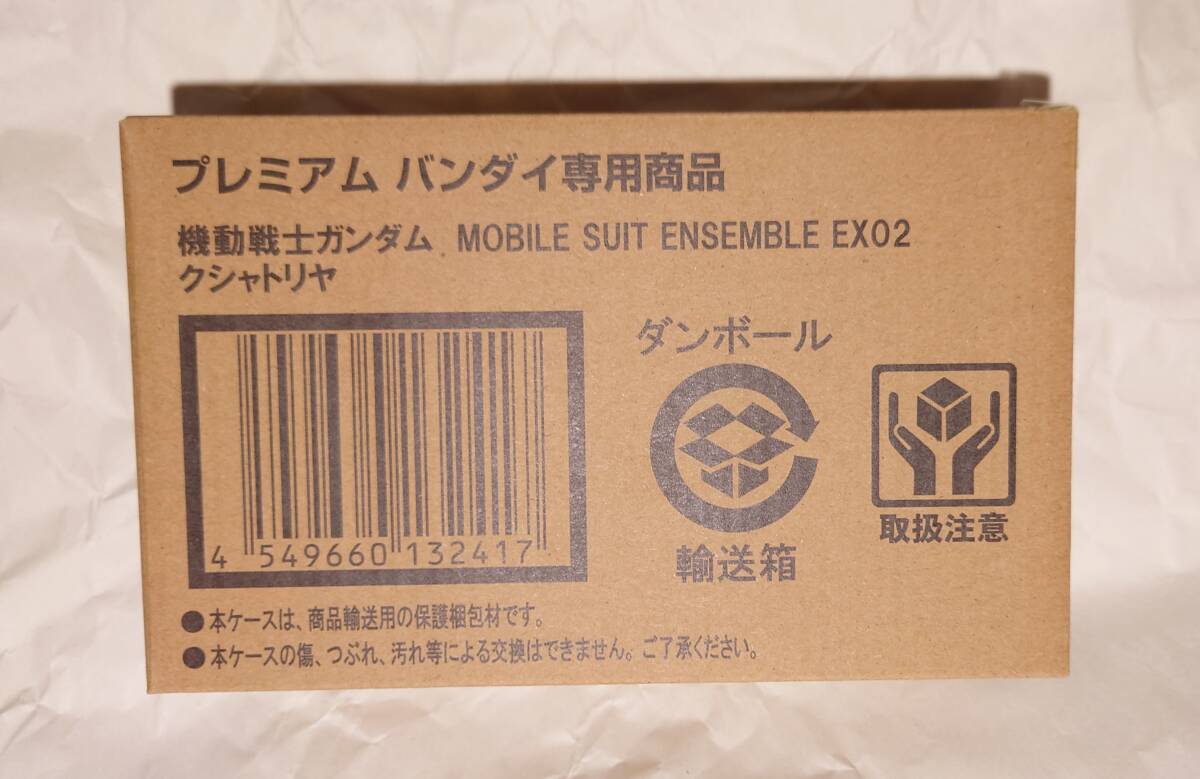 プレミアム バンダイ専用商品
機動戦士ガンダム MOBILE SUIT ENSEMBLE EX02
クシャトリヤ
4 549660 132417
ダンボール
輸送箱
取扱注意
●本ケースは、商品輸送用の保護梱包材です。
●本ケースの傷、つぶれ、汚れ等による交換はできません。ご了承ください。